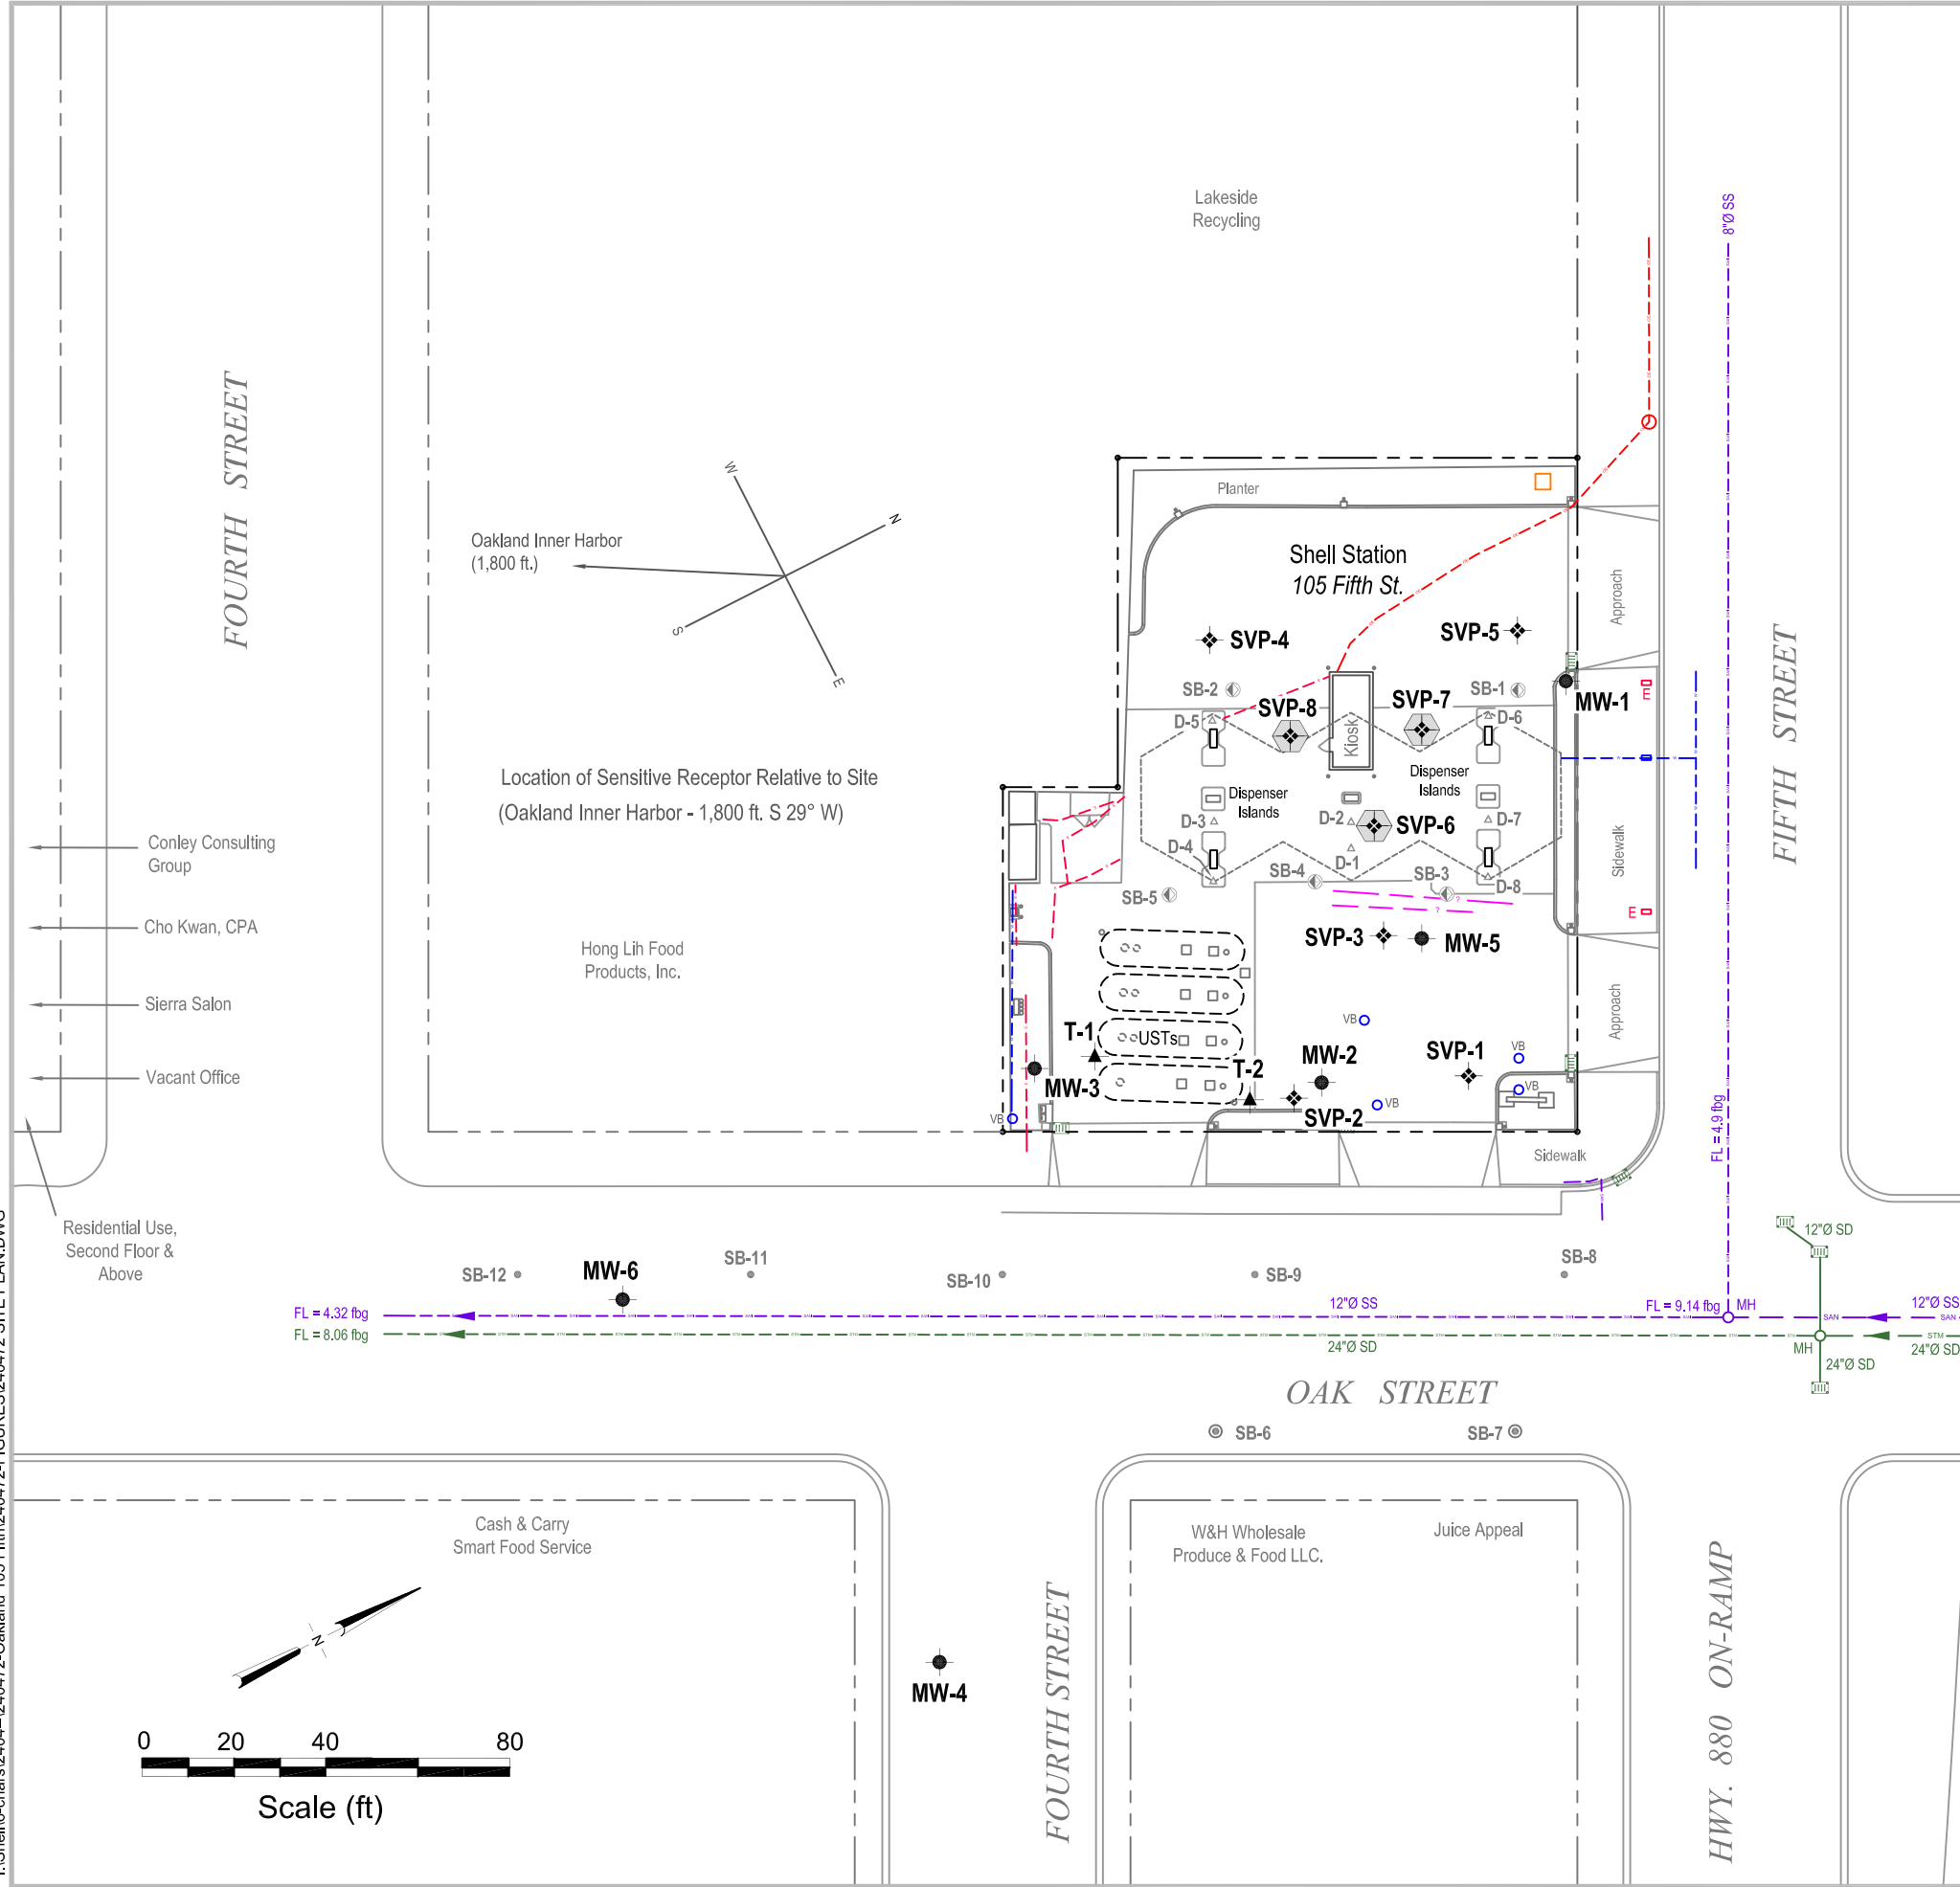 Lakeside
Recycling
8"Ø SS
FOURTH STREET
W
N
S
E
Oakland Inner Harbor
(1,800 ft.)
Planter
Shell Station
105 Fifth St.
Approach
SVP-4
SVP-5
SB-2
SB-1
MW-1
E
SVP-8
SVP-7
D-5
D-6
Kiosk
FIFTH STREET
Location of Sensitive Receptor Relative to Site
(Oakland Inner Harbor - 1,800 ft. S 29° W)
Dispenser
Islands
Dispenser
Islands
D-3
D-2
SVP-6
D-7
D-4
D-1
Sidewalk
Conley Consulting
Group
SB-4
SB-3
D-8
SB-5
?
?
E
Cho Kwan, CPA
Hong Lih Food
Products, Inc.
SVP-3
MW-5
Sierra Salon
Approach
VB
T-1
USTs
VB
MW-2
SVP-1
T-2
Vacant Office
MW-3
VB
VB
VB
SVP-2
FL = 4.9 fbg
Sidewalk
Residential Use,
Second Floor &
Above
12"Ø SD
SB-12
MW-6
SB-11
SB-10
SB-9
SB-8
FL = 4.32 fbg
12"Ø SS
FL = 9.14 fbg
MH
SAN
12"Ø SS
SAN
FL = 8.06 fbg
24"Ø SD
MH
STM
24"Ø SD
24"Ø SD
OAK STREET
SB-6
SB-7
Cash & Carry
Smart Food Service
W&H Wholesale
Produce & Food LLC.
Juice Appeal
N
MW-4
FOURTH STREET
HWY. 880 ON-RAMP
0 20 40 80
Scale (ft)